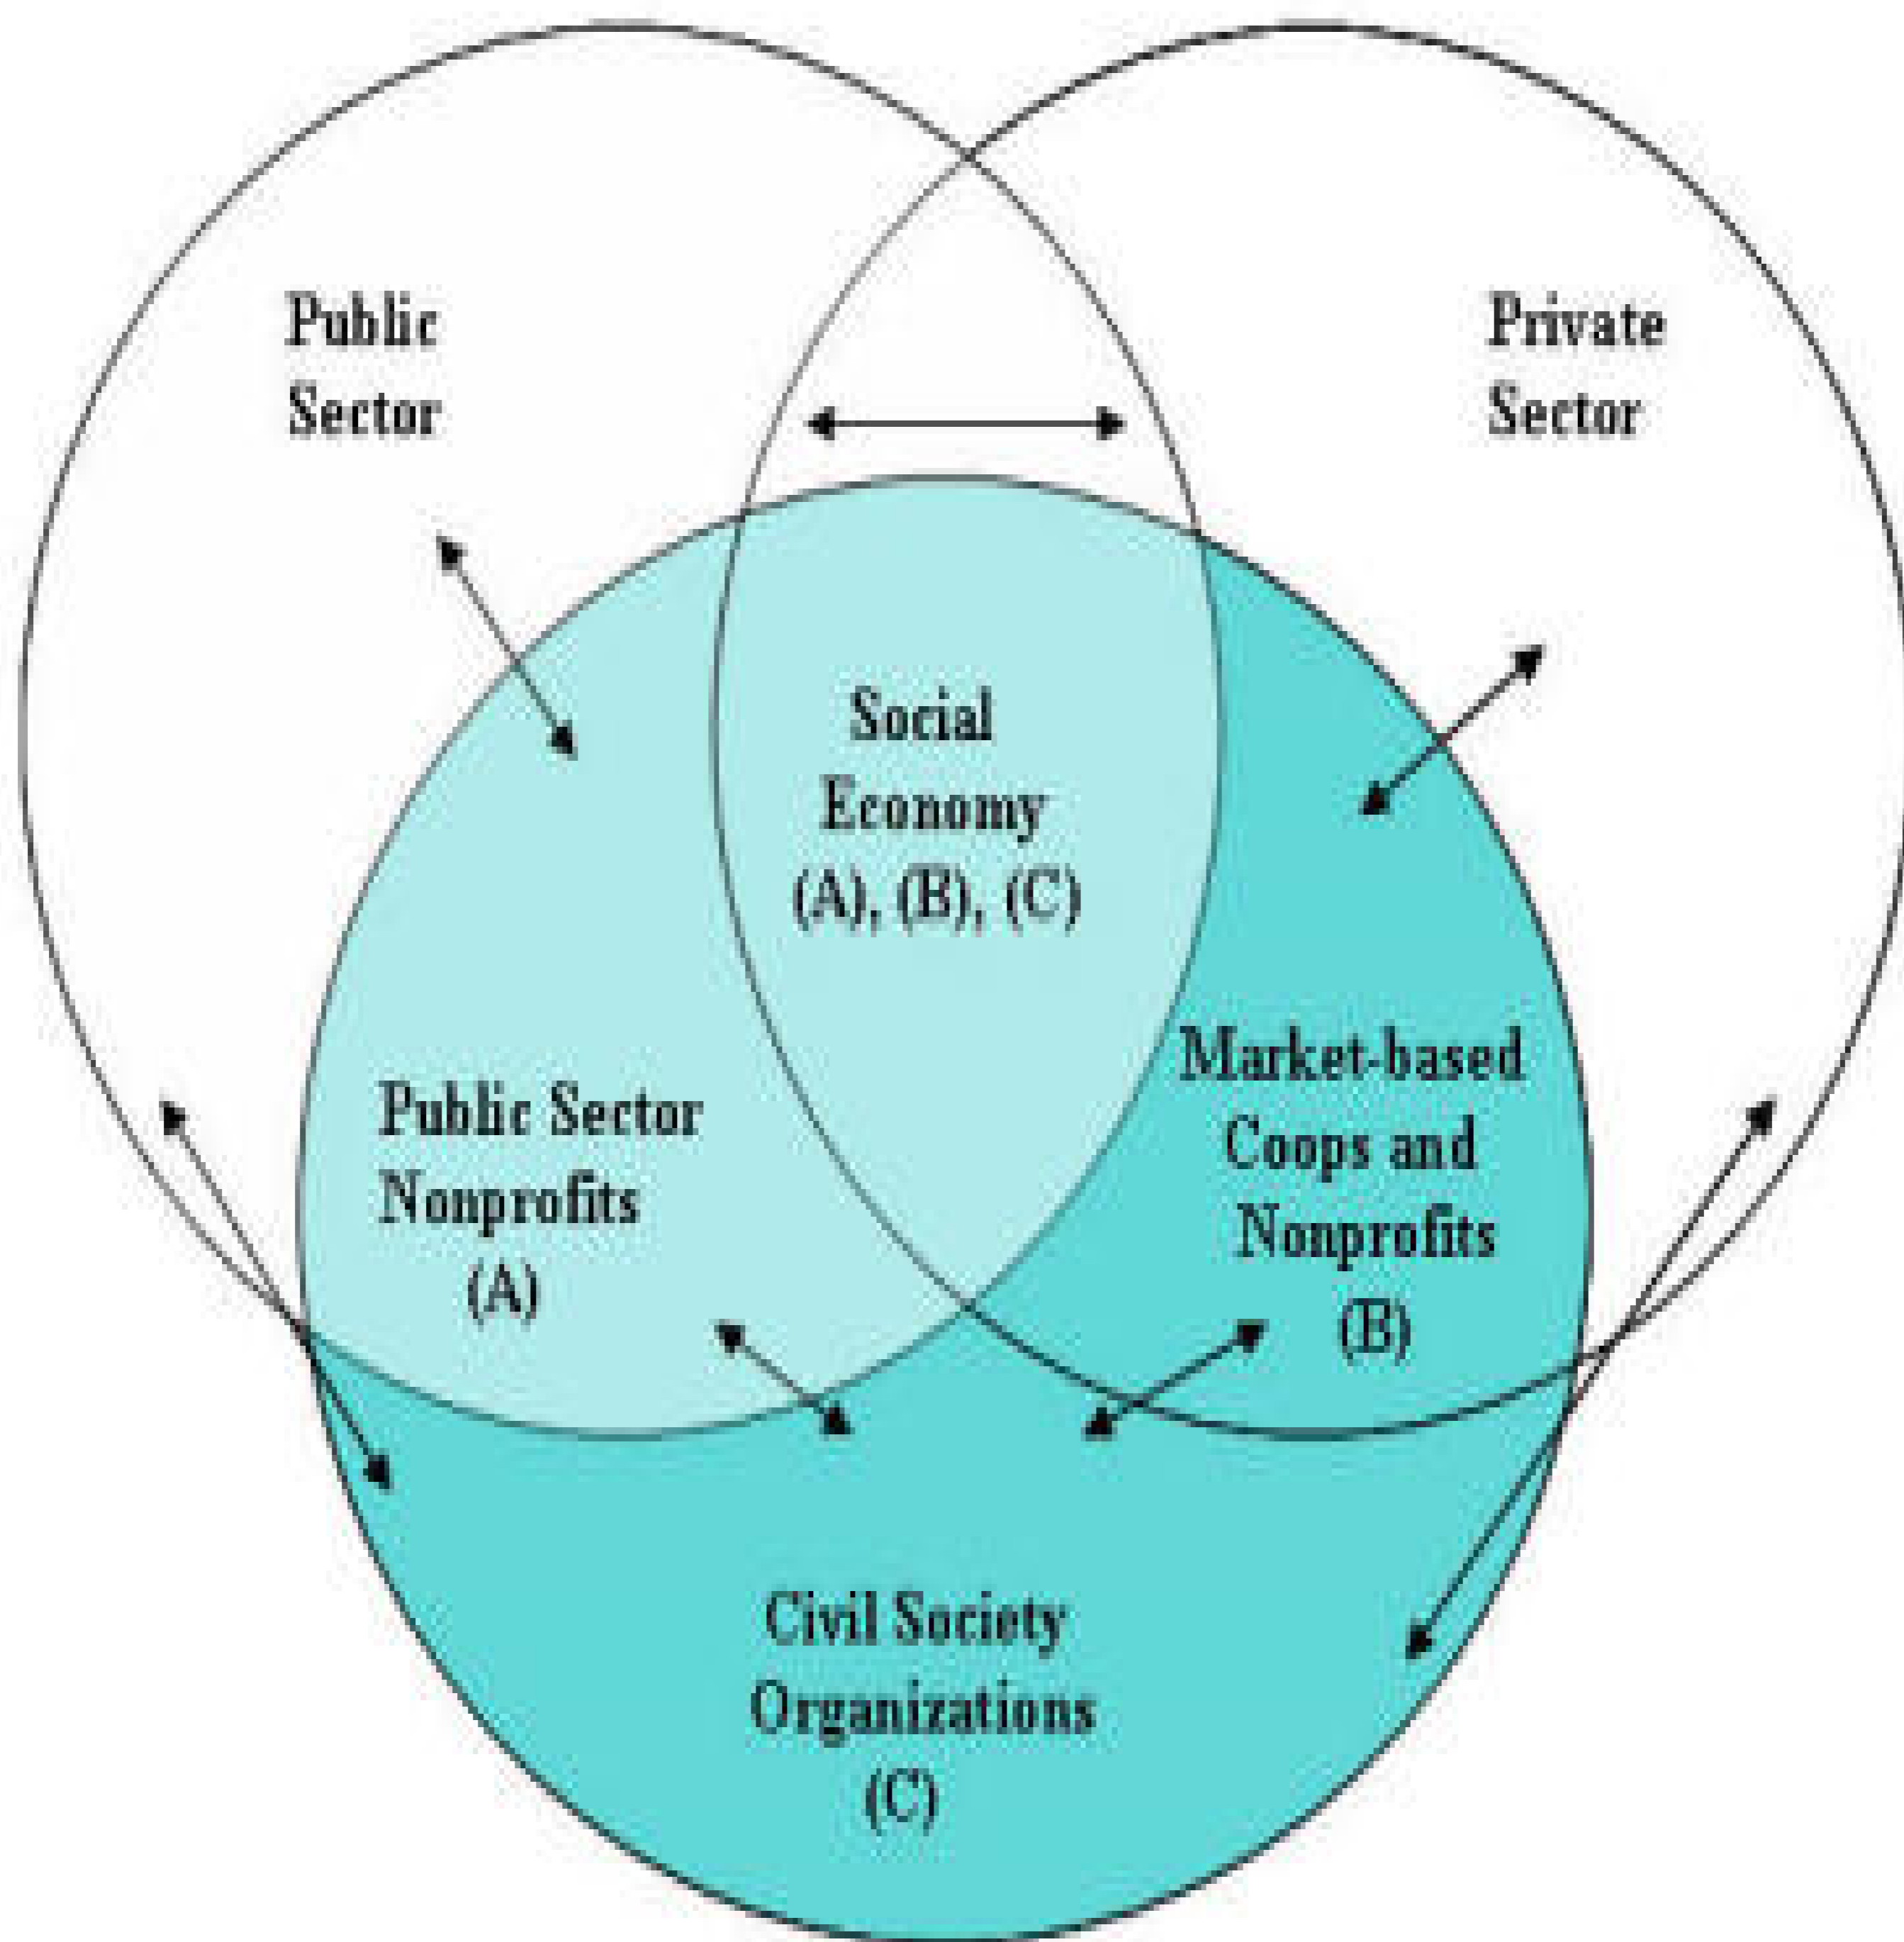 Public
Sector
Private
Sector
Social
Economy
(A), (B), (C)
Public Sector
Nonprofits
(A)
Market-based
Coops and
Nonprofits
(B)
Civil Society
Organizations
(C)